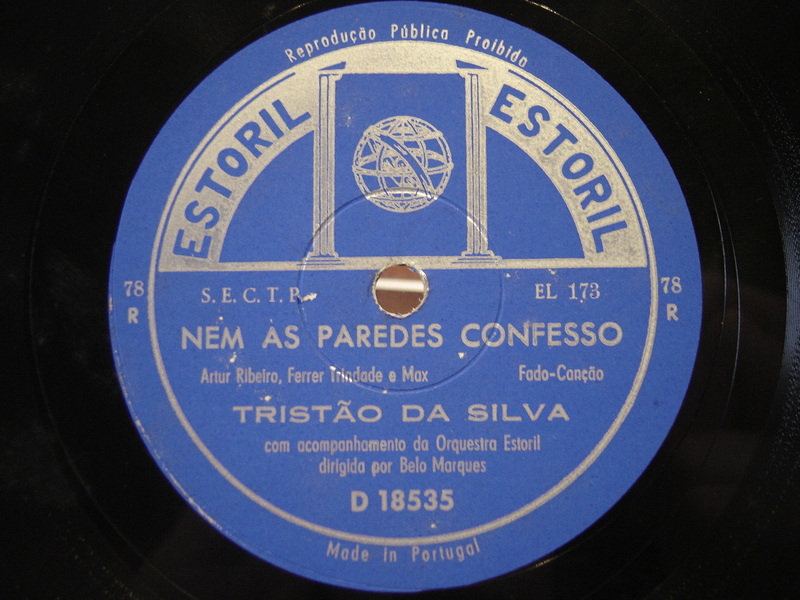 Reprodução Pública Proibida
ESTORIL
ESTORIL
78 R
78 R
S. E. C. T. P.
EL 173
NEM AS PAREDES CONFESSO
Artur Ribeiro, Ferrer Trindade e Max
Fado-Canção
TRISTÃO DA SILVA
com acompanhamento da Orquestra Estoril
dirigida por Belo Marques
D 18535
Made in Portugal